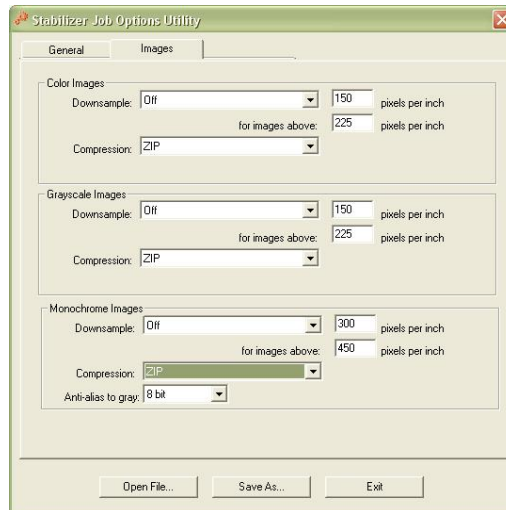 Stabilizer Job Options Utility
General Images
Color Images
Downsample: Off 150 pixels per inch
for images above: 225 pixels per inch
Compression: ZIP
Grayscale Images
Downsample: Off 150 pixels per inch
for images above: 225 pixels per inch
Compression: ZIP
Monochrome Images
Downsample: Off 300 pixels per inch
for images above: 450 pixels per inch
Compression: ZIP
Anti-alias to gray: 8 bit
Open File... Save As... Exit